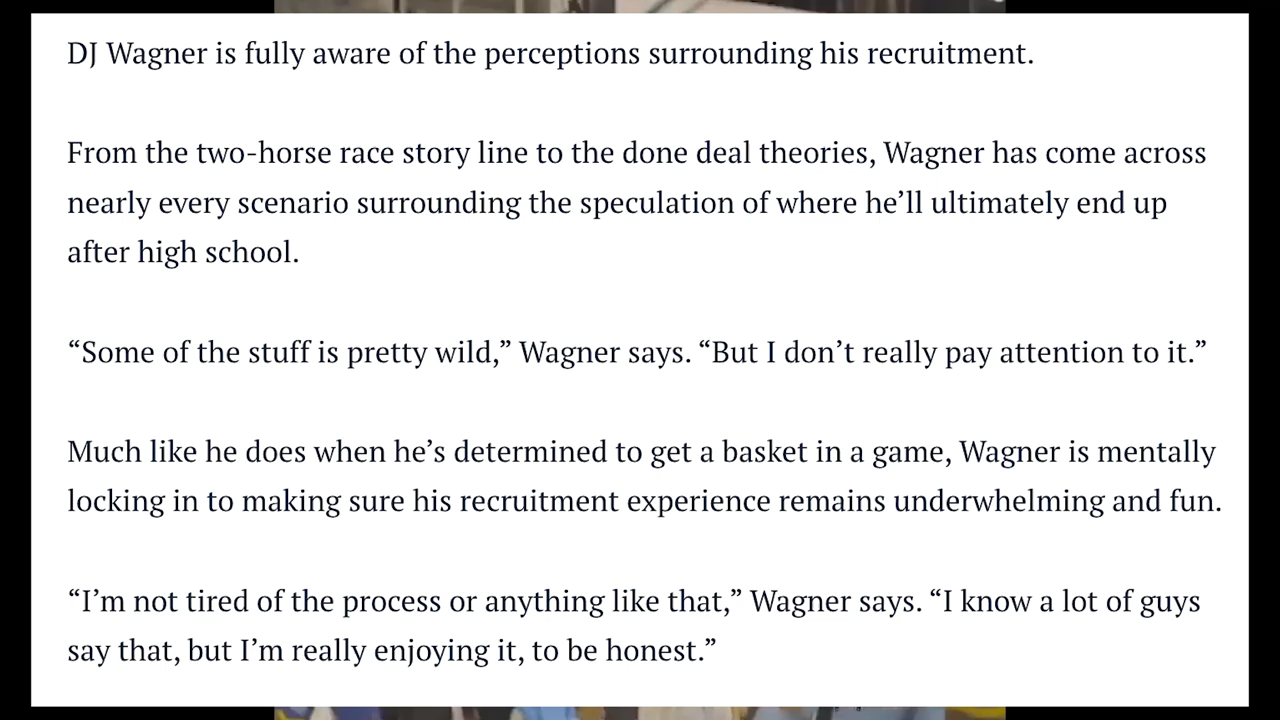 DJ Wagner is fully aware of the perceptions surrounding his recruitment.
From the two-horse race story line to the done deal theories, Wagner has come across
nearly every scenario surrounding the speculation of where he’ll ultimately end up
after high school.
“Some of the stuff is pretty wild,” Wagner says. “But I don’t really pay attention to it.”
Much like he does when he’s determined to get a basket in a game, Wagner is mentally
locking in to making sure his recruitment experience remains underwhelming and fun.
“I’m not tired of the process or anything like that,” Wagner says. “I know a lot of guys
say that, but I’m really enjoying it, to be honest.”